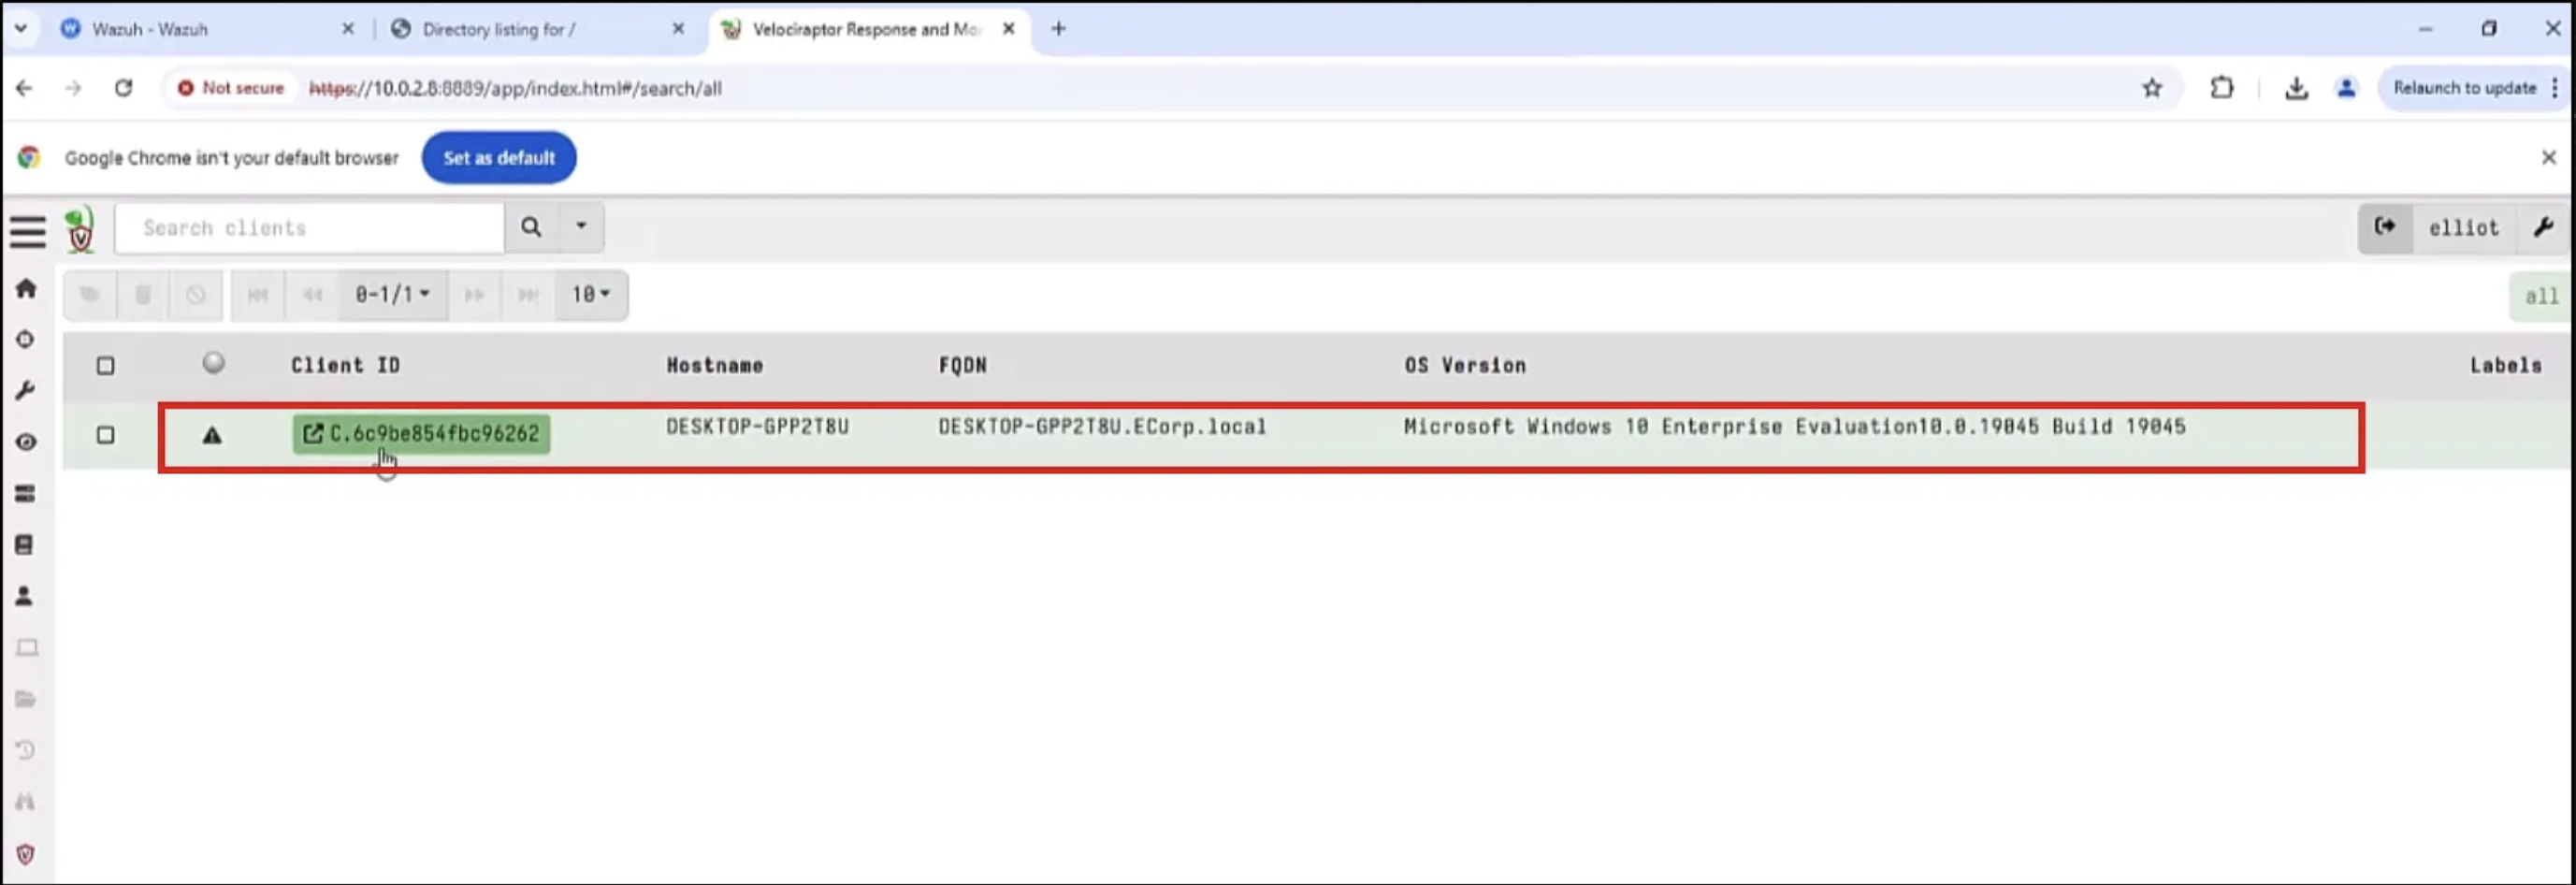 Wazuh - Wazuh
Directory listing for /
Velociraptor Response and Mo
Not secure https://10.0.2.8:8889/app/index.html#/search/all
Relaunch to update
Google Chrome isn't your default browser
Set as default
Search clients
elliot
0-1/1
10
all
Client ID Hostname FQDN OS Version Labels
C.6c9be854fbc96262 DESKTOP-GPP2T8U DESKTOP-GPP2T8U.ECorp.local Microsoft Windows 10 Enterprise Evaluation10.0.19045 Build 19045